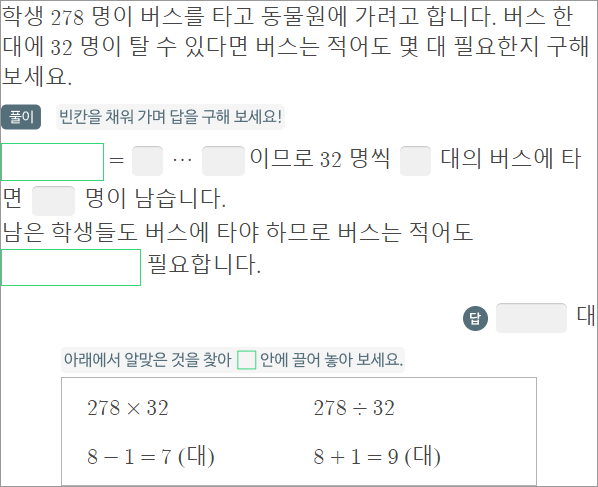 학생 278 명이 버스를 타고 동물원에 가려고 합니다. 버스 한
대에 32 명이 탈 수 있다면 버스는 적어도 몇 대 필요한지 구해
보세요.
풀이 빈칸을 채워 가며 답을 구해 보세요!
= ··· 이므로 32 명씩 대의 버스에 타
면 명이 남습니다.
남은 학생들도 버스에 타야 하므로 버스는 적어도
필요합니다.
답 대
아래에서 알맞은 것을 찾아 안에 끌어 놓아 보세요.
278 × 32 278 ÷ 32
8 − 1 = 7 (대) 8 + 1 = 9 (대)